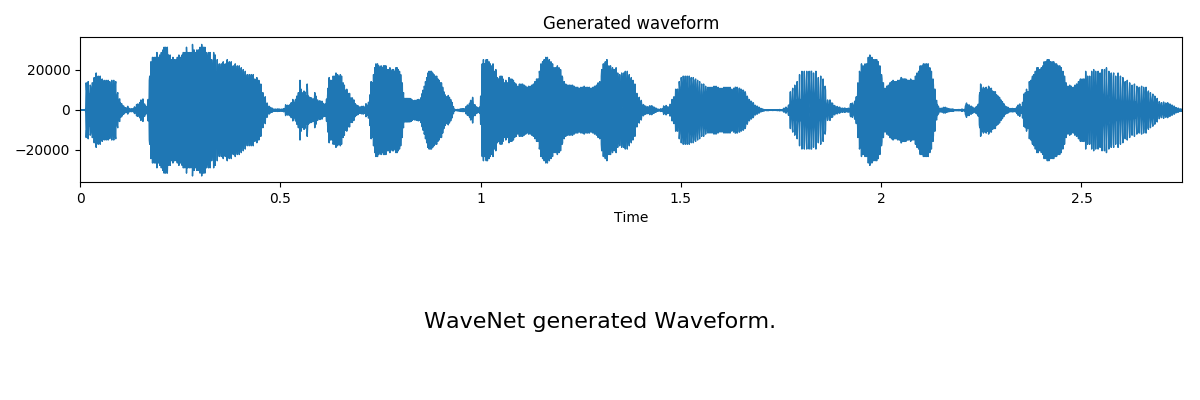 Generated waveform
20000
0
−20000
0 0.5 1 1.5 2 2.5
Time
WaveNet generated Waveform.